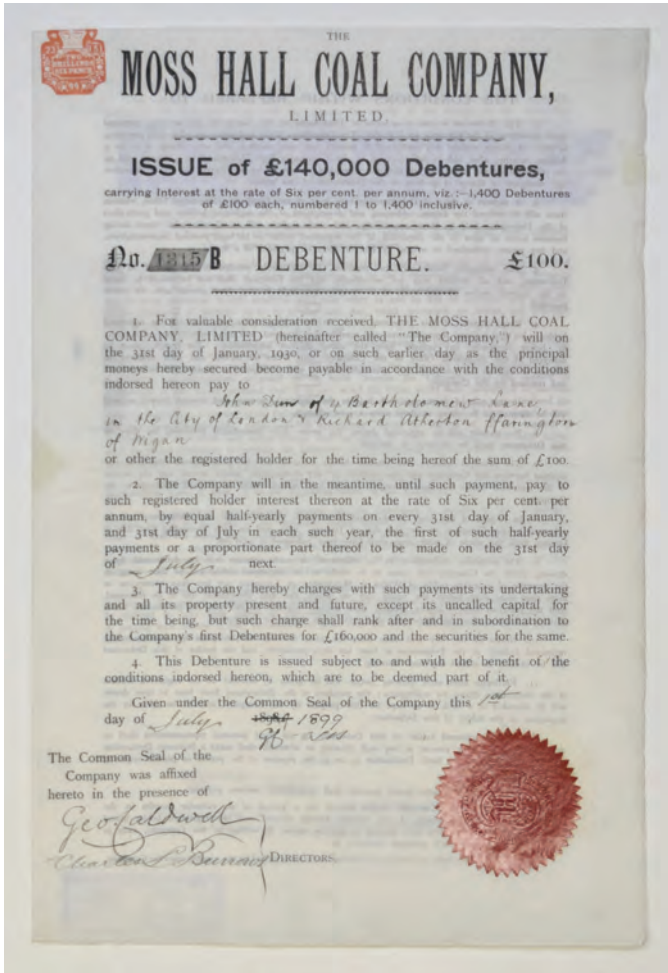 THE
MOSS HALL COAL COMPANY,
LIMITED.
ISSUE of £140,000 Debentures,
carrying Interest at the rate of Six per cent. per annum, viz :—1,400 Debentures
of £100 each, numbered 1 to 1,400 inclusive.
No. 1315 B DEBENTURE. £100.
1. For valuable consideration received, THE MOSS HALL COAL
COMPANY, LIMITED (hereinafter called "The Company,") will on
the 31st day of January, 1930, or on such earlier day as the principal
moneys hereby secured become payable in accordance with the conditions
indorsed hereon pay to
John of Bartholomew Lane
in the City of London & Richard Atherton ffarington
of Wigan
or other the registered holder for the time being hereof the sum of £100.
2. The Company will in the meantime, until such payment, pay to
such registered holder interest thereon at the rate of Six per cent. per
annum, by equal half-yearly payments on every 31st day of January,
and 31st day of July in each such year, the first of such half-yearly
payments or a proportionate part thereof to be made on the 31st day
of July next.
3. The Company hereby charges with such payments its undertaking
and all its property present and future, except its uncalled capital for
the time being, but such charge shall rank after and in subordination to
the Company's first Debentures for £160,000 and the securities for the same.
4. This Debenture is issued subject to and with the benefit of the
conditions indorsed hereon, which are to be deemed part of it.
Given under the Common Seal of the Company this 1st
day of July 1899
The Common Seal of the
Company was affixed
hereto in the presence of
Geo Caldwell
Charles Burrows DIRECTORS.